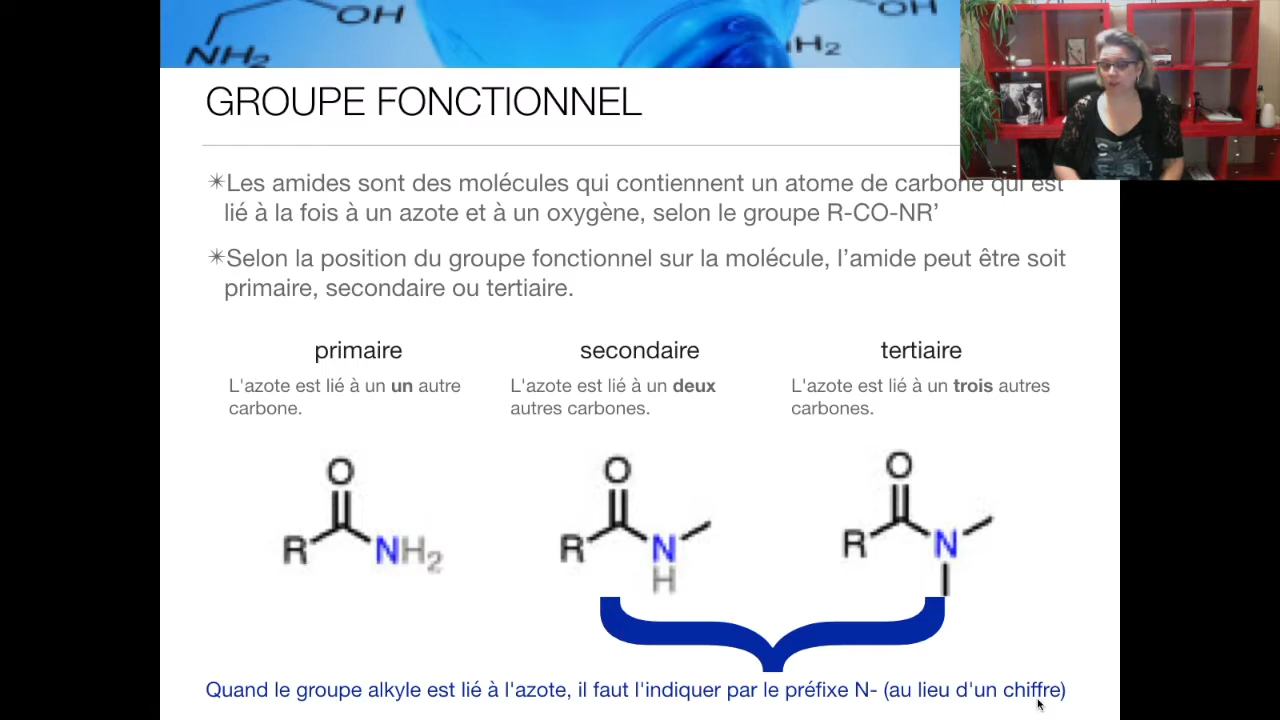 OH
NH₂
OH
H₂
GROUPE FONCTIONNEL
✴Les amides sont des molécules qui contiennent un atome de carbone qui est
lié à la fois à un azote et à un oxygène, selon le groupe R-CO-NR’
✴Selon la position du groupe fonctionnel sur la molécule, l’amide peut être soit
primaire, secondaire ou tertiaire.
primaire
secondaire
tertiaire
L'azote est lié à un un autre
carbone.
L'azote est lié à un deux
autres carbones.
L'azote est lié à un trois autres
carbones.
O
R
NH₂
O
R
N
H
O
R
N
Quand le groupe alkyle est lié à l'azote, il faut l'indiquer par le préfixe N- (au lieu d'un chiffre)